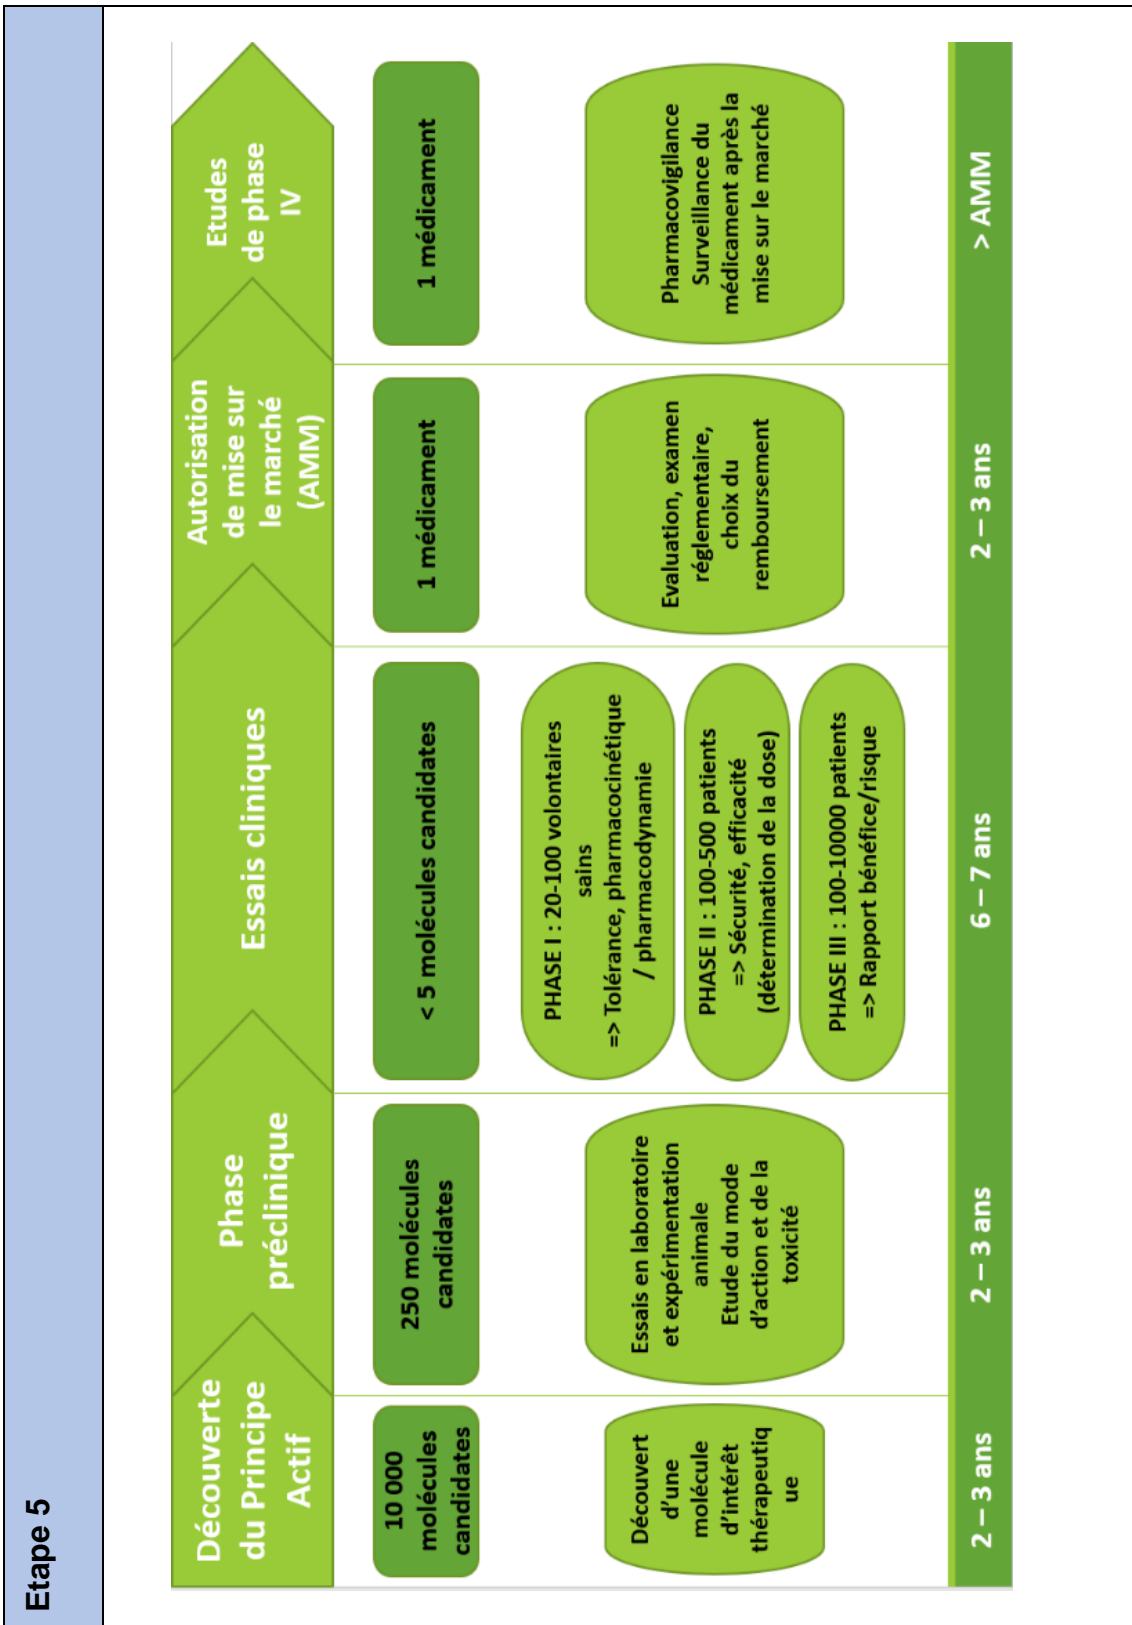 Etape 5
Découverte
du Principe
Actif
Phase
préclinique
Essais cliniques
Autorisation
de mise sur
le marché
(AMM)
Etudes
de phase
IV
10 000
molécules
candidates
250 molécules
candidates
< 5 molécules candidates
1 médicament
1 médicament
Découvert
d'une
molécule
d'intérêt
thérapeutiq
ue
Essais en laboratoire
et expérimentation
animale
Etude du mode
d'action et de la
toxicité
PHASE I : 20-100 volontaires
sains
=> Tolérance, pharmacocinétique
/ pharmacodynamie
PHASE II : 100-500 patients
=> Sécurité, efficacité
(détermination de la dose)
PHASE III : 100-10000 patients
=> Rapport bénéfice/risque
Evaluation, examen
réglementaire,
choix du
remboursement
Pharmacovigilance
Surveillance du
médicament après la
mise sur le marché
2 – 3 ans
2 – 3 ans
6 – 7 ans
2 – 3 ans
> AMM